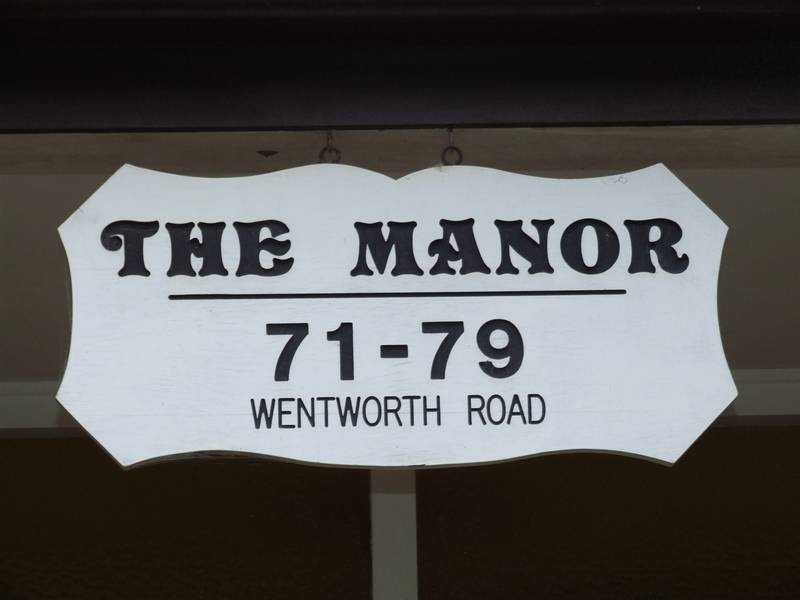 THE MANOR
71-79
WENTWORTH ROAD